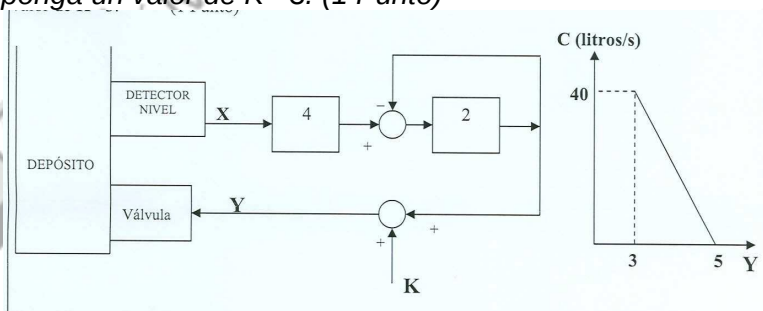 ponga un valor de K=3. (1 Punto)
C (litros/s)
DETECTOR
NIVEL
X
4
−
+
2
40
DEPÓSITO
Válvula
Y
+
+
K
3
5
Y